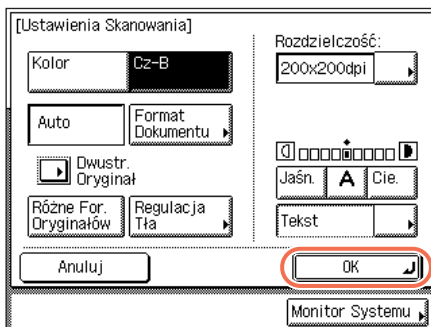 [Ustawienia Skanowania]
Rozdzielczość:
Kolor
Cz-B
200x200dpi
Auto
Format
Dokumentu
Dwustr.
Oryginał
Jaśn.
A
Cie.
Różne For.
Oryginałów
Regulacja
Tła
Tekst
Anuluj
OK
Monitor Systemu